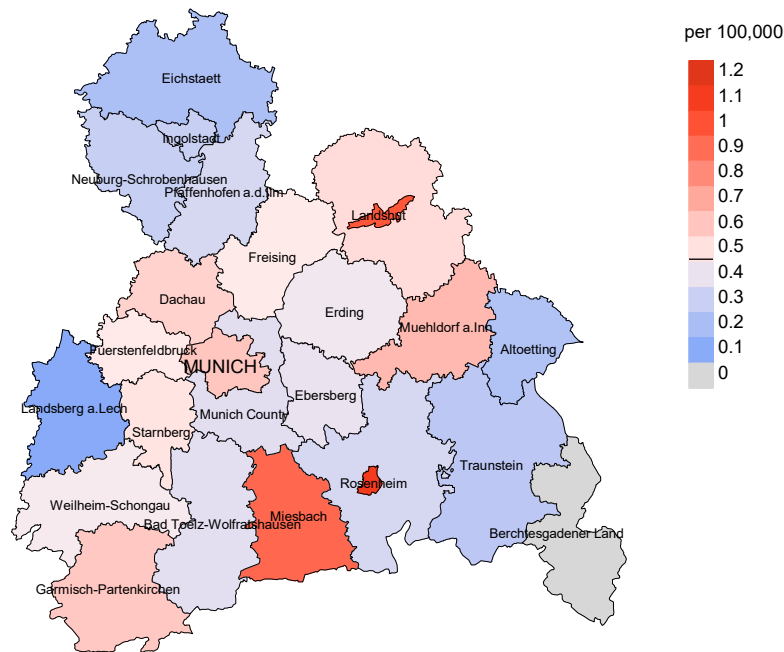 per 100,000
1.2
1.1
1
0.9
0.8
0.7
0.6
0.5
0.4
0.3
0.2
0.1
0
Eichstaett
Ingolstadt
Neuburg-Schrobenhausen
Pfaffenhofen a.d.Ilm
Landshut
Freising
Dachau
Erding
Muehldorf a.Inn
Fuerstenfeldbruck
Altoetting
MUNICH
Ebersberg
Landsberg a.Lech
Munich County
Starnberg
Traunstein
Rosenheim
Weilheim-Schongau
Miesbach
Bad Toelz-Wolfratshausen
Berchtesgadener Land
Garmisch-Partenkirchen